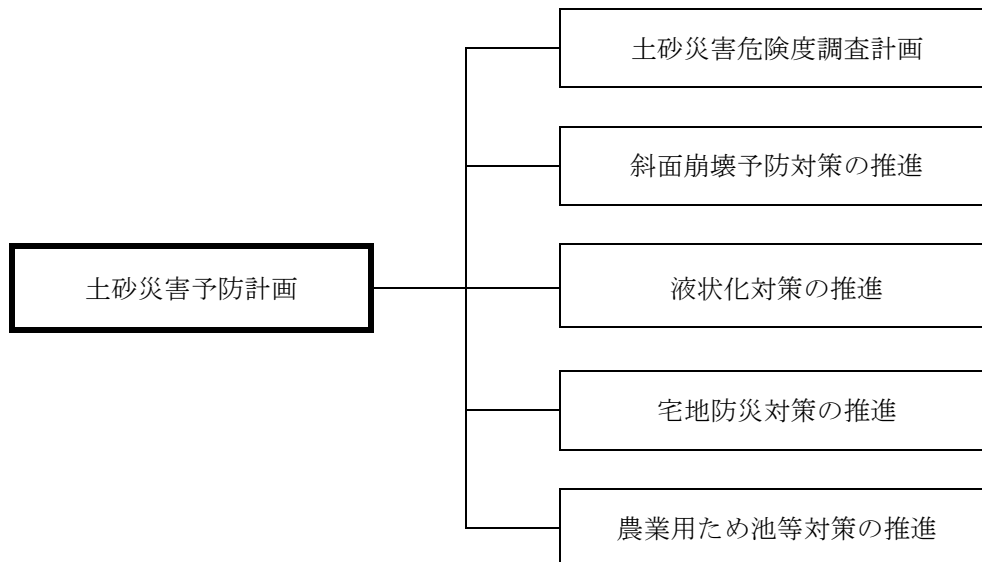 土砂災害予防計画
土砂災害危険度調査計画
斜面崩壊予防対策の推進
液状化対策の推進
宅地防災対策の推進
農業用ため池等対策の推進